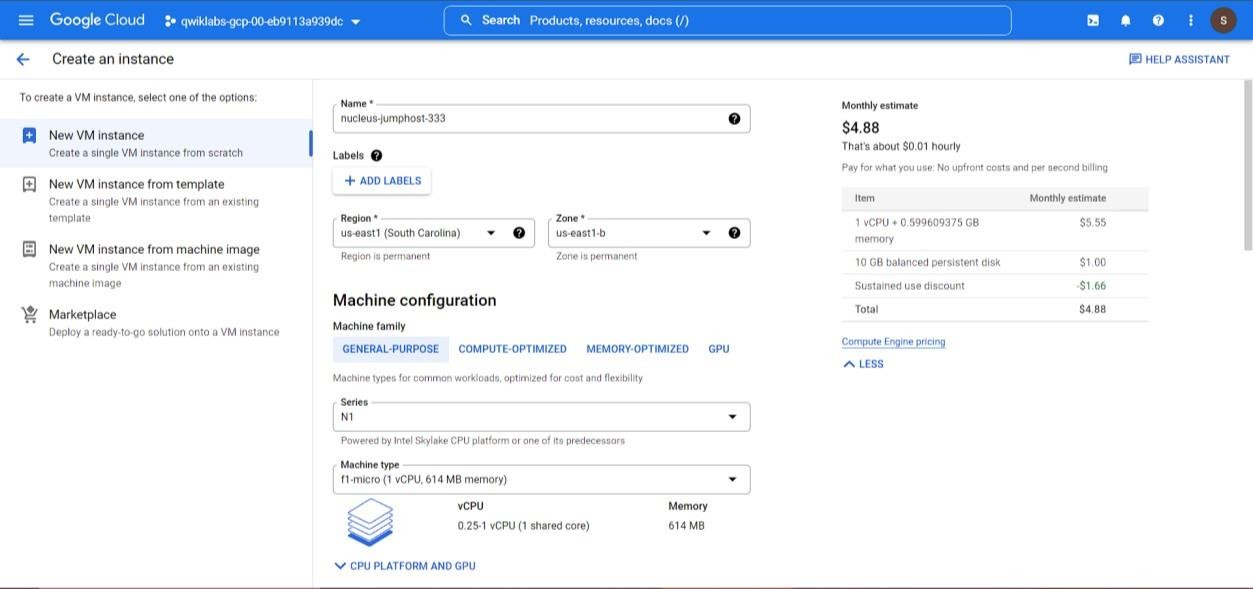 Google Cloud
qwiklabs-gcp-00-eb9113a939dc
Search Products, resources, docs (/)
S
Create an instance
HELP ASSISTANT
To create a VM instance, select one of the options:
New VM instance
Create a single VM instance from scratch
New VM instance from template
Create a single VM instance from an existing
template
New VM instance from machine image
Create a single VM instance from an existing
machine image
Marketplace
Deploy a ready-to-go solution onto a VM instance
Name *
nucleus-jumphost-333
Labels
+ ADD LABELS
Region *
us-east1 (South Carolina)
Region is permanent
Zone *
us-east1-b
Zone is permanent
Machine configuration
Machine family
GENERAL-PURPOSE COMPUTE-OPTIMIZED MEMORY-OPTIMIZED GPU
Machine types for common workloads, optimized for cost and flexibility
Series
N1
Powered by Intel Skylake CPU platform or one of its predecessors
Machine type
f1-micro (1 vCPU, 614 MB memory)
vCPU Memory
0.25-1 vCPU (1 shared core) 614 MB
CPU PLATFORM AND GPU
Monthly estimate
$4.88
That's about $0.01 hourly
Pay for what you use: No upfront costs and per second billing
Item Monthly estimate
1 vCPU + 0.599609375 GB $5.55
memory
10 GB balanced persistent disk $1.00
Sustained use discount -$1.66
Total $4.88
Compute Engine pricing
LESS